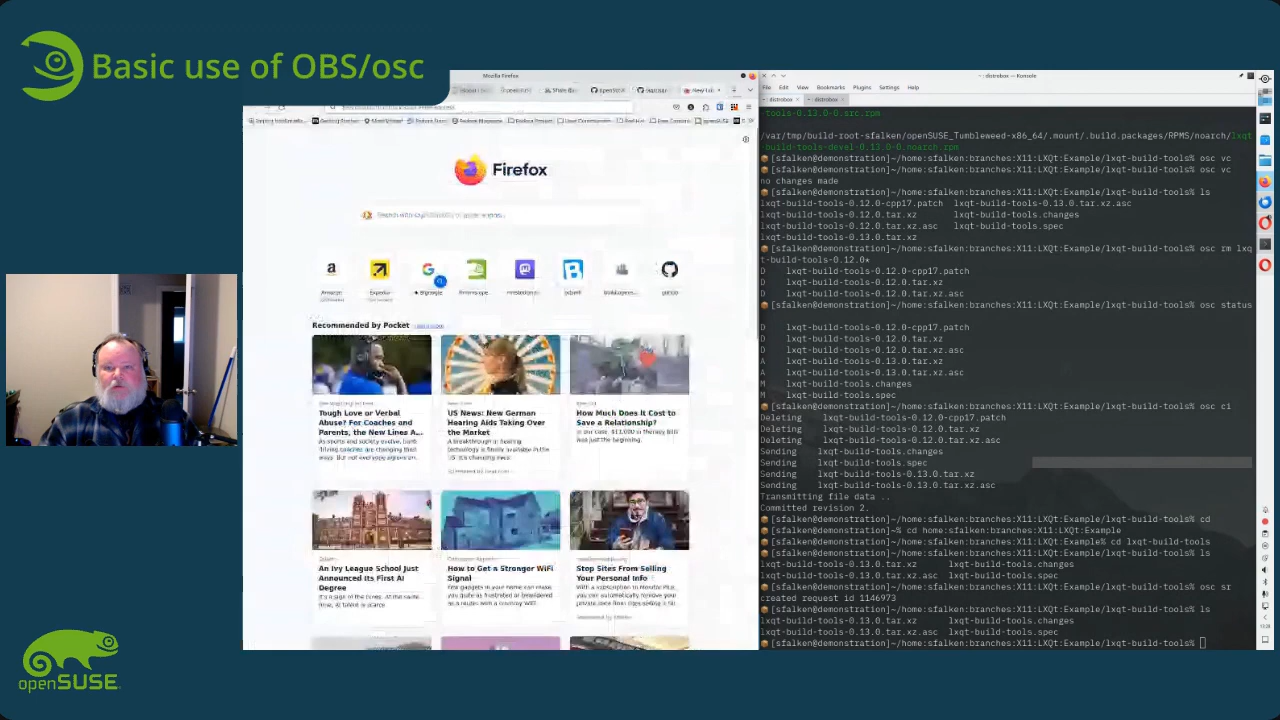 Basic use of OBS/osc
Mozilla Firefox
Firefox
Recommended by Pocket
Tough Love or Verbal
Abuse? For Coaches and
Parents, the New Lines A...
US News: New German
Hearing Aids Taking Over
the Market
How Much Does It Cost to
Save a Relationship?
An Ivy League School Just
Announced Its First AI
Degree
How to Get a Stronger WiFi
Signal
Stop Sites From Selling
Your Personal Info
: distrobox — Konsole
File Edit View Bookmarks Plugins Settings Help
: distrobox : distrobox
-tools-0.13.0-0.src.rpm
/var/tmp/build-root-sfalken/openSUSE_Tumbleweed-x86_64/.mount/.build.packages/RPMS/noarch/lxqt
-build-tools-devel-0.13.0-0.noarch.rpm
[sfalken@demonstration]~/home:sfalken:branches:X11:LXQt:Example/lxqt-build-tools% osc vc
[sfalken@demonstration]~/home:sfalken:branches:X11:LXQt:Example/lxqt-build-tools% osc vc
no changes made
[sfalken@demonstration]~/home:sfalken:branches:X11:LXQt:Example/lxqt-build-tools% ls
lxqt-build-tools-0.12.0-cpp17.patch lxqt-build-tools-0.13.0.tar.xz.asc
lxqt-build-tools-0.12.0.tar.xz lxqt-build-tools.changes
lxqt-build-tools-0.12.0.tar.xz.asc lxqt-build-tools.spec
lxqt-build-tools-0.13.0.tar.xz
[sfalken@demonstration]~/home:sfalken:branches:X11:LXQt:Example/lxqt-build-tools% osc rm lxq
t-build-tools-0.12.0*
D lxqt-build-tools-0.12.0-cpp17.patch
D lxqt-build-tools-0.12.0.tar.xz
D lxqt-build-tools-0.12.0.tar.xz.asc
[sfalken@demonstration]~/home:sfalken:branches:X11:LXQt:Example/lxqt-build-tools% osc status
D lxqt-build-tools-0.12.0-cpp17.patch
D lxqt-build-tools-0.12.0.tar.xz
D lxqt-build-tools-0.12.0.tar.xz.asc
A lxqt-build-tools-0.13.0.tar.xz
A lxqt-build-tools-0.13.0.tar.xz.asc
M lxqt-build-tools.changes
M lxqt-build-tools.spec
[sfalken@demonstration]~/home:sfalken:branches:X11:LXQt:Example/lxqt-build-tools% osc ci
Deleting lxqt-build-tools-0.12.0-cpp17.patch
Deleting lxqt-build-tools-0.12.0.tar.xz
Deleting lxqt-build-tools-0.12.0.tar.xz.asc
Sending lxqt-build-tools.changes
Sending lxqt-build-tools.spec
Sending lxqt-build-tools-0.13.0.tar.xz
Sending lxqt-build-tools-0.13.0.tar.xz.asc
Transmitting file data ..
Committed revision 2.
[sfalken@demonstration]~/home:sfalken:branches:X11:LXQt:Example/lxqt-build-tools% cd
[sfalken@demonstration]~% cd home:sfalken:branches:X11:LXQt:Example
[sfalken@demonstration]~/home:sfalken:branches:X11:LXQt:Example% cd lxqt-build-tools
[sfalken@demonstration]~/home:sfalken:branches:X11:LXQt:Example/lxqt-build-tools% ls
lxqt-build-tools-0.13.0.tar.xz lxqt-build-tools.changes
lxqt-build-tools-0.13.0.tar.xz.asc lxqt-build-tools.spec
[sfalken@demonstration]~/home:sfalken:branches:X11:LXQt:Example/lxqt-build-tools% osc sr
created request id 1146973
[sfalken@demonstration]~/home:sfalken:branches:X11:LXQt:Example/lxqt-build-tools% ls
lxqt-build-tools-0.13.0.tar.xz lxqt-build-tools.changes
lxqt-build-tools-0.13.0.tar.xz.asc lxqt-build-tools.spec
[sfalken@demonstration]~/home:sfalken:branches:X11:LXQt:Example/lxqt-build-tools%
openSUSE